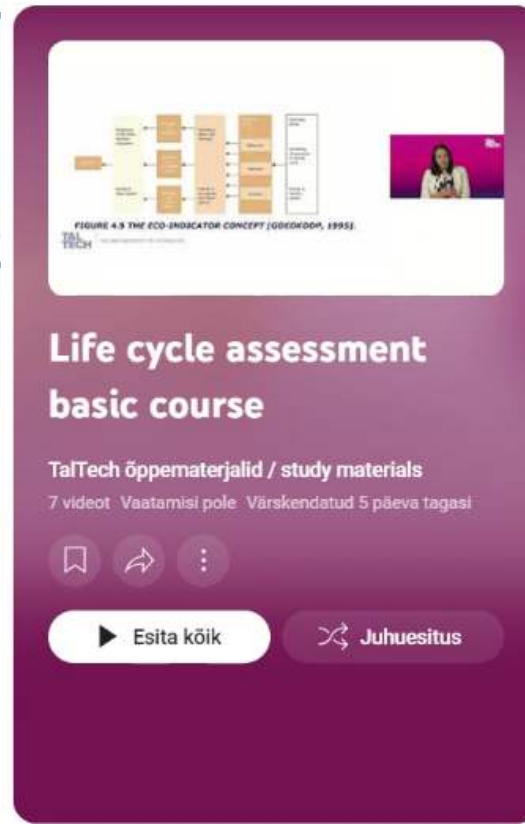 FIGURE 4.5 THE ECO-INDICATOR CONCEPT [GOEDKOOP, 1995].
TAL
TECH
Life cycle assessment
basic course
TalTech õppematerjalid / study materials
7 videot Vaatamisi pole Värskendatud 5 päeva tagasi
Esita kõik
Juhuesitus